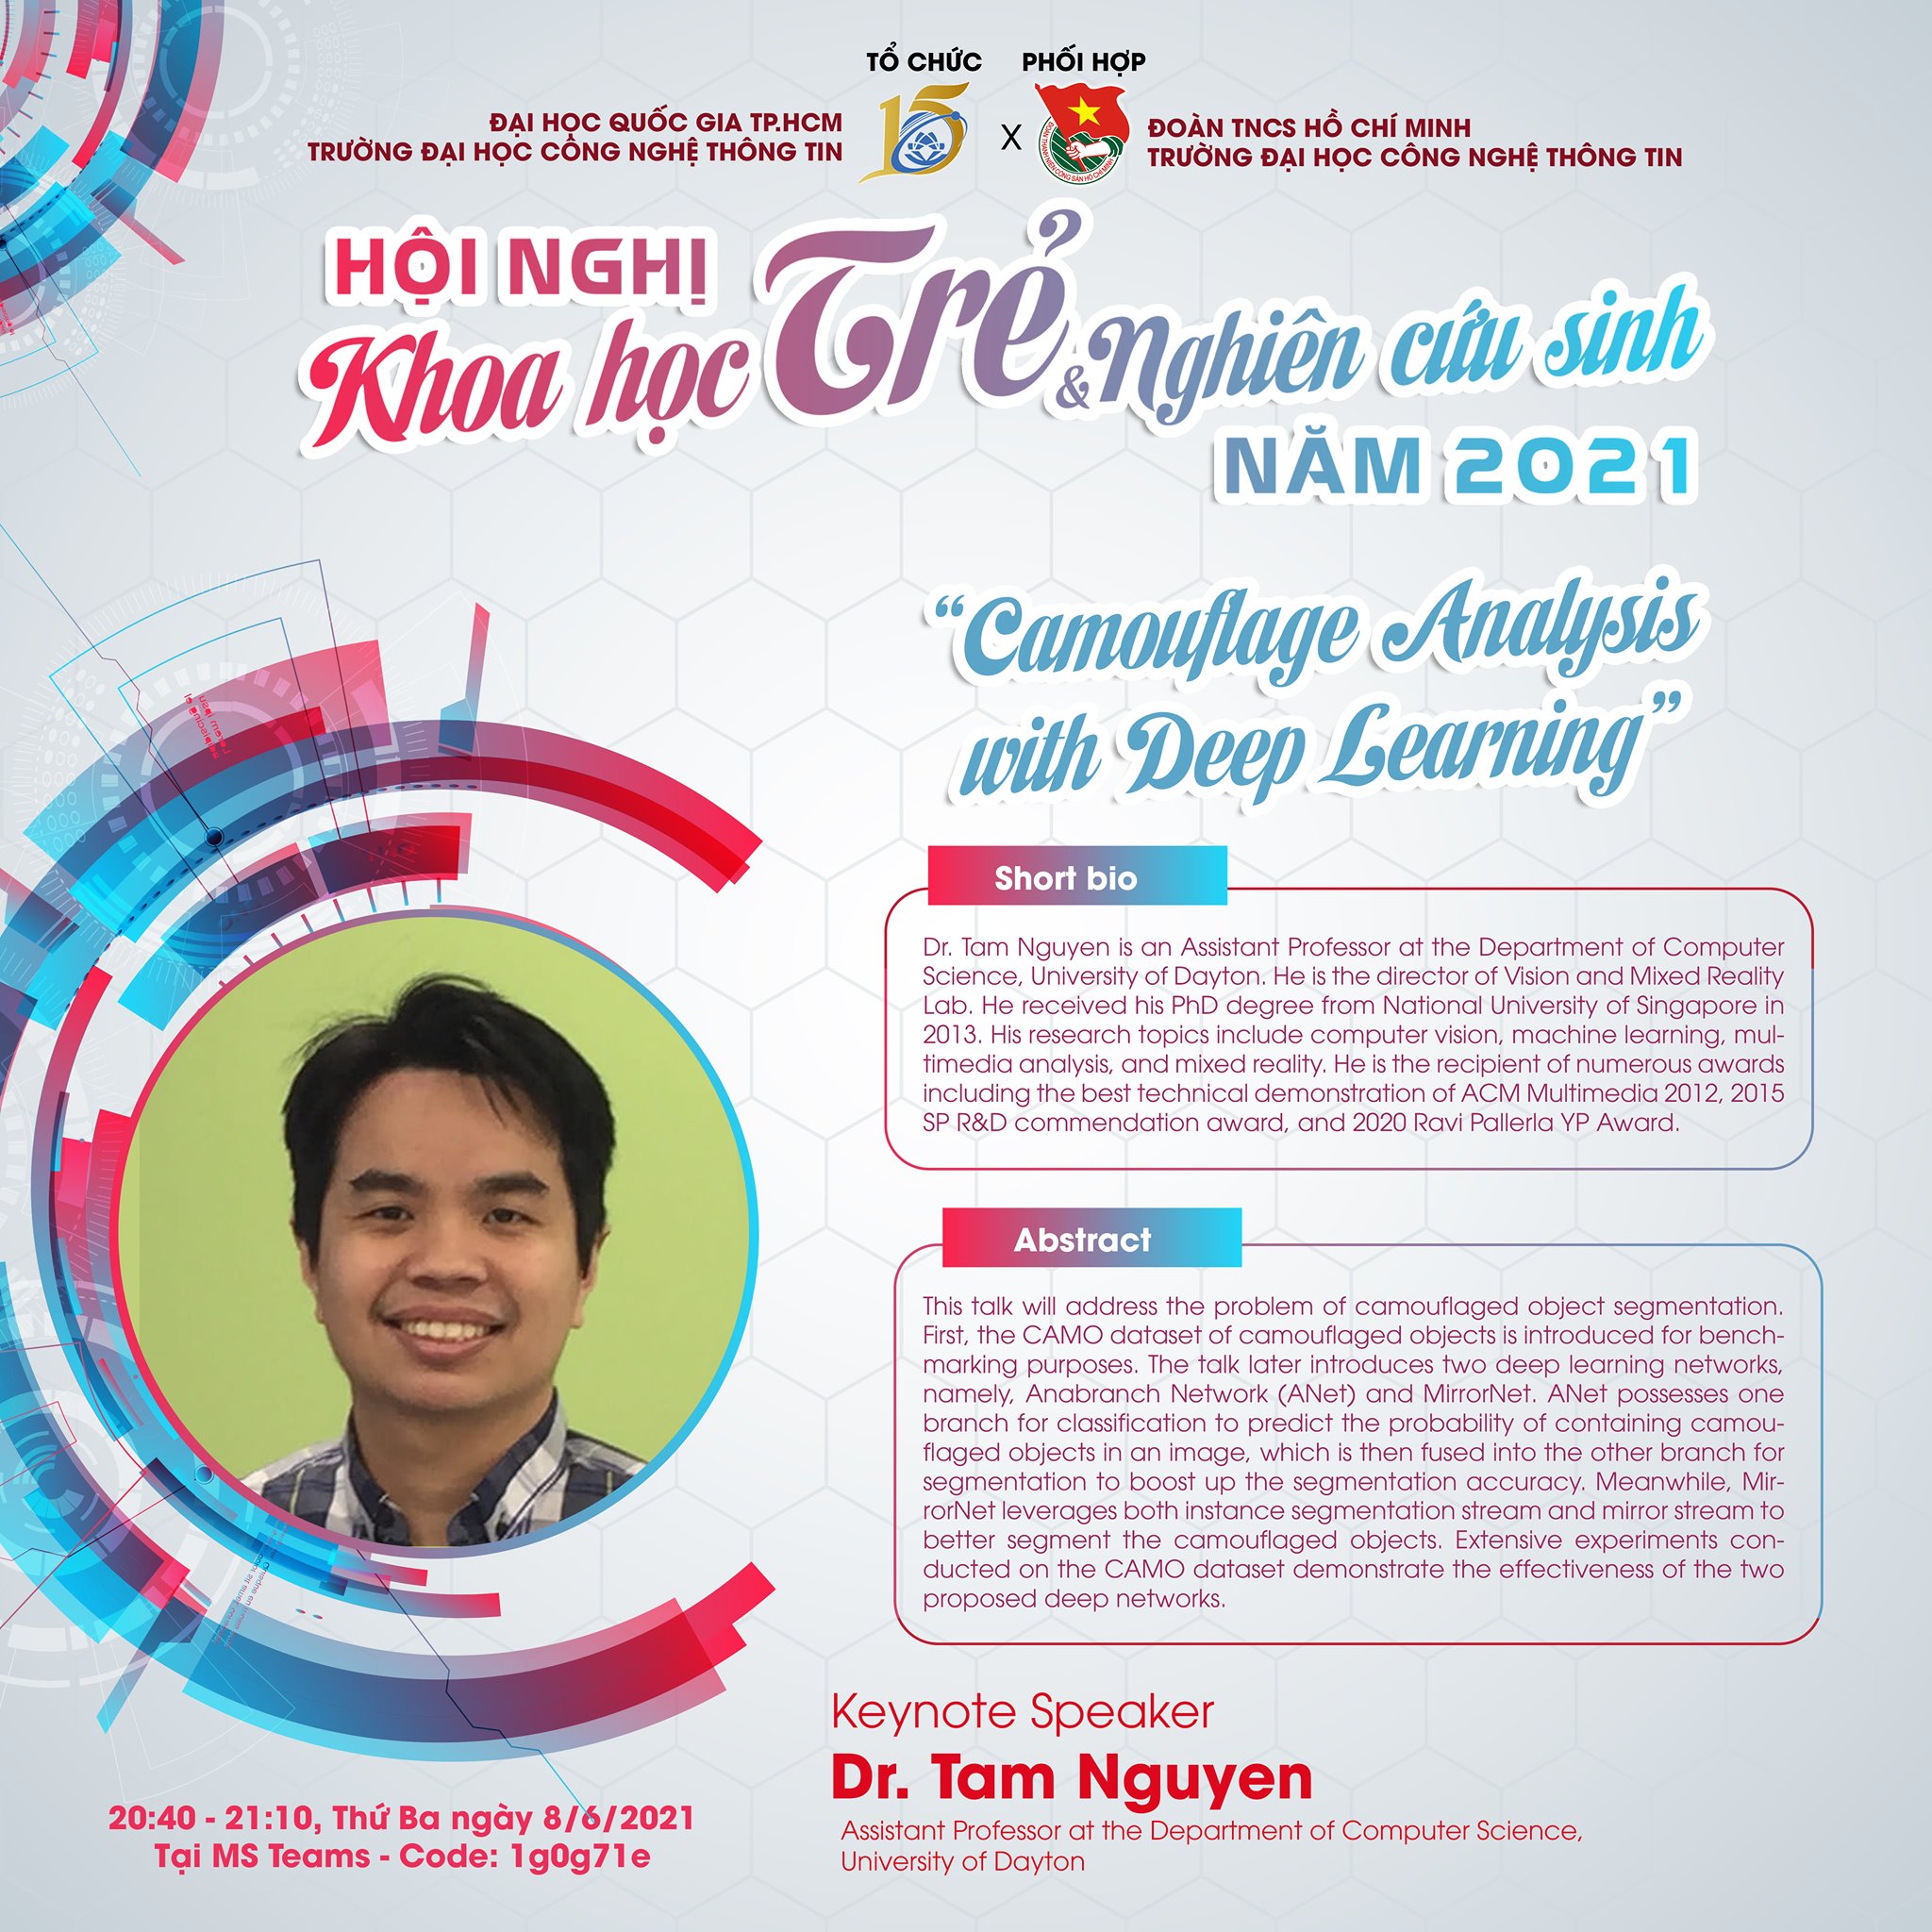 TỔ CHỨC
PHỐI HỢP
ĐẠI HỌC QUỐC GIA TP.HCM
TRƯỜNG ĐẠI HỌC CÔNG NGHỆ THÔNG TIN
15
X
ĐOÀN THANH NIÊN CỘNG SẢN HỒ CHÍ MINH
ĐOÀN TNCS HỒ CHÍ MINH
TRƯỜNG ĐẠI HỌC CÔNG NGHỆ THÔNG TIN
HỘI NGHỊ
Khoa học Trẻ & Nghiên cứu sinh
NĂM 2021
“Camouflage Analysis
with Deep Learning”
Short bio
Dr. Tam Nguyen is an Assistant Professor at the Department of Computer
Science, University of Dayton. He is the director of Vision and Mixed Reality
Lab. He received his PhD degree from National University of Singapore in
2013. His research topics include computer vision, machine learning, mul-
timedia analysis, and mixed reality. He is the recipient of numerous awards
including the best technical demonstration of ACM Multimedia 2012, 2015
SP R&D commendation award, and 2020 Ravi Pallerla YP Award.
Abstract
This talk will address the problem of camouflaged object segmentation.
First, the CAMO dataset of camouflaged objects is introduced for bench-
marking purposes. The talk later introduces two deep learning networks,
namely, Anabranch Network (ANet) and MirrorNet. ANet possesses one
branch for classification to predict the probability of containing camou-
flaged objects in an image, which is then fused into the other branch for
segmentation to boost up the segmentation accuracy. Meanwhile, Mir-
rorNet leverages both instance segmentation stream and mirror stream to
better segment the camouflaged objects. Extensive experiments con-
ducted on the CAMO dataset demonstrate the effectiveness of the two
proposed deep networks.
Keynote Speaker
Dr. Tam Nguyen
Assistant Professor at the Department of Computer Science,
University of Dayton
20:40 - 21:10, Thứ Ba ngày 8/6/2021
Tại MS Teams - Code: 1g0g71e